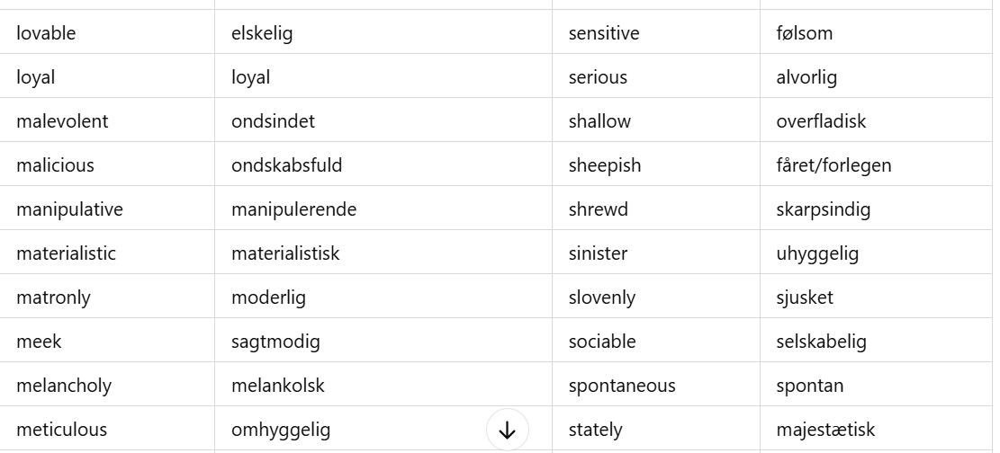 lovable elskelig sensitive følsom
loyal loyal serious alvorlig
malevolent ondsindet shallow overfladisk
malicious ondskabsfuld sheepish fåret/forlegen
manipulative manipulerende shrewd skarpsindig
materialistic materialistisk sinister uhyggelig
matronly moderlig slovenly sjusket
meek sagtmodig sociable selskabelig
melancholy melankolsk spontaneous spontan
meticulous omhyggelig stately majestætisk